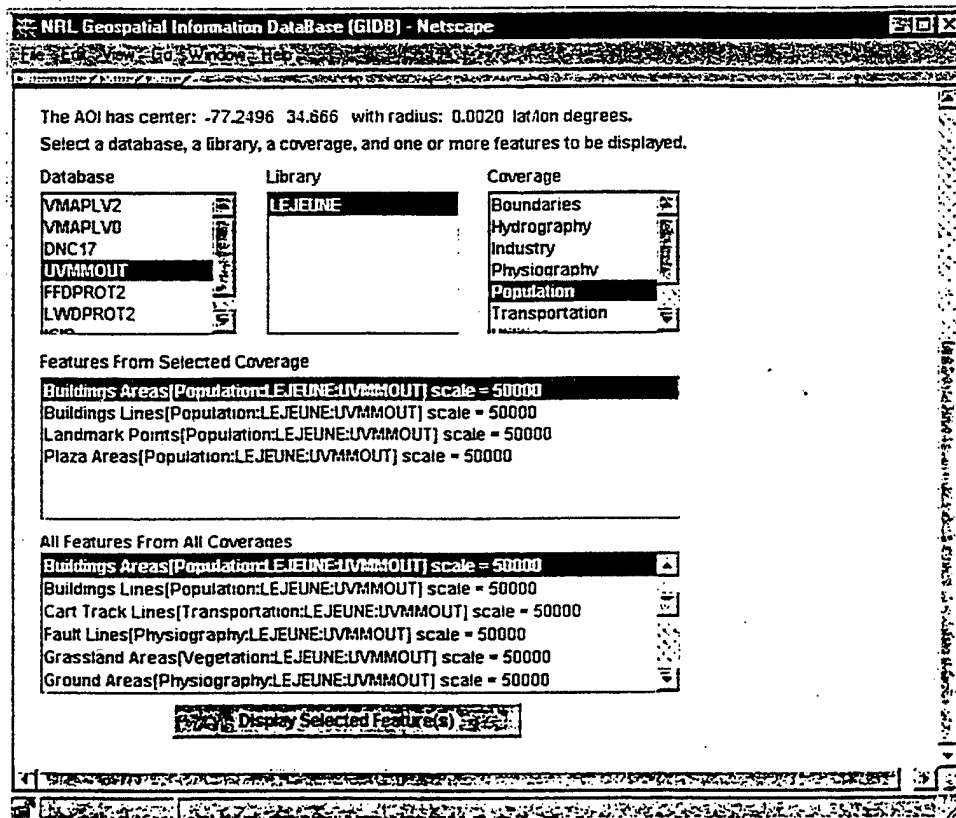 NRL Geospatial Information DataBase (GIDB) - Netscape
File Edit View Go Window Help
The AOI has center: -77.2496 34.666 with radius: 0.0020 lat/lon degrees.
Select a database, a library, a coverage, and one or more features to be displayed.
Database Library Coverage
VMAPLV2 LEJEUNE Boundaries
VMAPLV0 Hydrography
DNC17 Industry
UVMMOUT Physiography
FFDPROT2 Population
LWDPROT2 Transportation
Features From Selected Coverage
Buildings Areas[Population:LEJEUNE:UVMMOUT] scale = 50000
Buildings Lines[Population:LEJEUNE:UVMMOUT] scale = 50000
Landmark Points[Population:LEJEUNE:UVMMOUT] scale = 50000
Plaza Areas[Population:LEJEUNE:UVMMOUT] scale = 50000
All Features From All Coverages
Buildings Areas[Population:LEJEUNE:UVMMOUT] scale = 50000
Buildings Lines[Population:LEJEUNE:UVMMOUT] scale = 50000
Cart Track Lines[Transportation:LEJEUNE:UVMMOUT] scale = 50000
Fault Lines[Physiography:LEJEUNE:UVMMOUT] scale = 50000
Grassland Areas[Vegetation:LEJEUNE:UVMMOUT] scale = 50000
Ground Areas[Physiography:LEJEUNE:UVMMOUT] scale = 50000
Display Selected Feature(s)